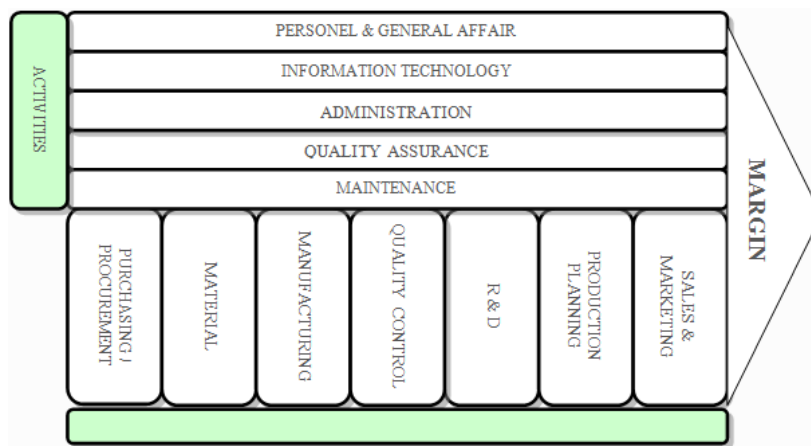 ACTIVITIES
PERSONEL & GENERAL AFFAIR
INFORMATION TECHNOLOGY
ADMINISTRATION
QUALITY ASSURANCE
MAINTENANCE
PURCHASING /
PROCUREMENT
MATERIAL
MANUFACTURING
QUALITY CONTROL
R & D
PRODUCTION
PLANNING
SALES &
MARKETING
MARGIN